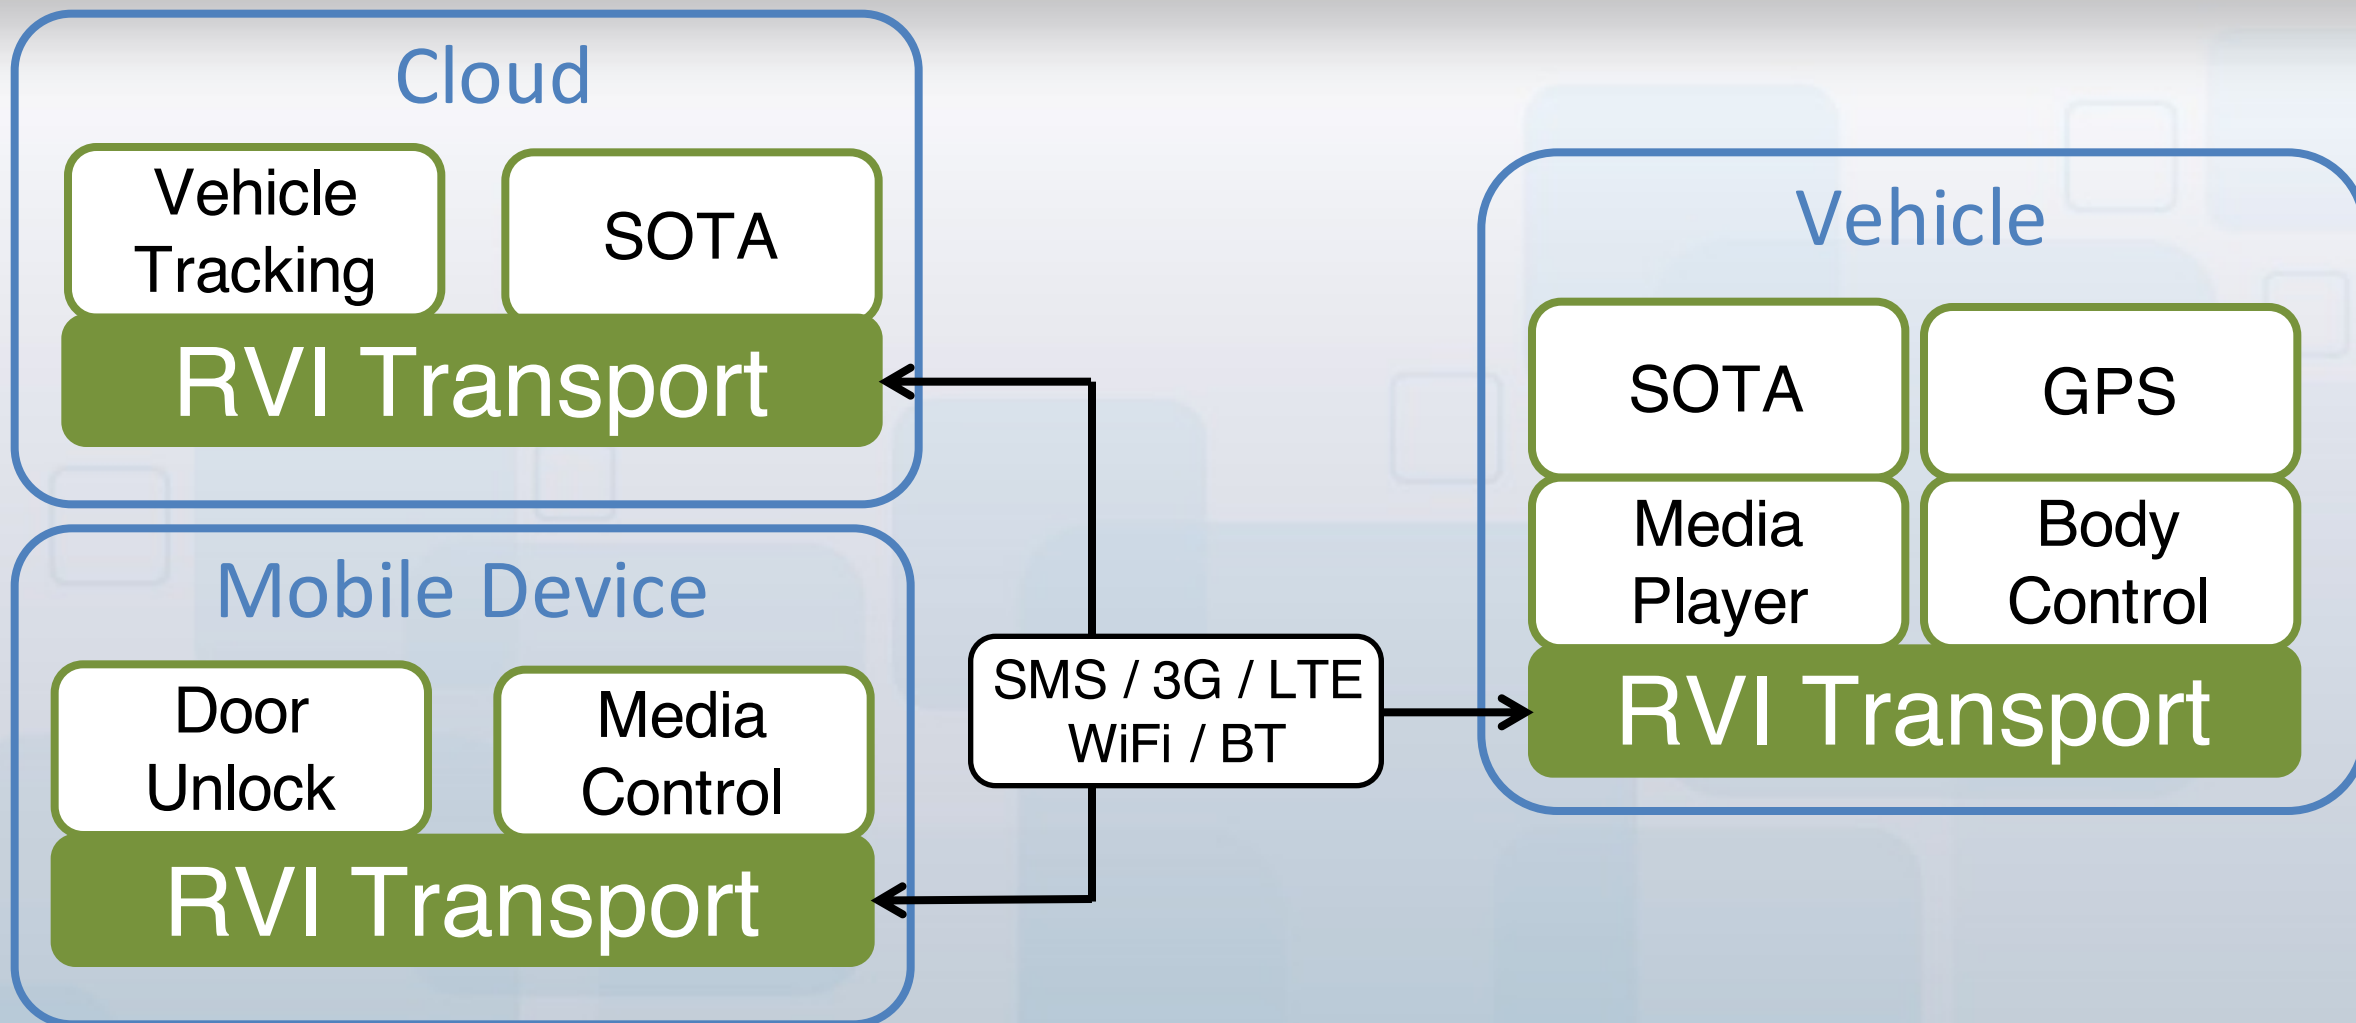 Cloud
Vehicle
Tracking
SOTA
RVI Transport
Mobile Device
Door
Unlock
Media
Control
RVI Transport
SMS / 3G / LTE
WiFi / BT
Vehicle
SOTA
GPS
Media
Player
Body
Control
RVI Transport